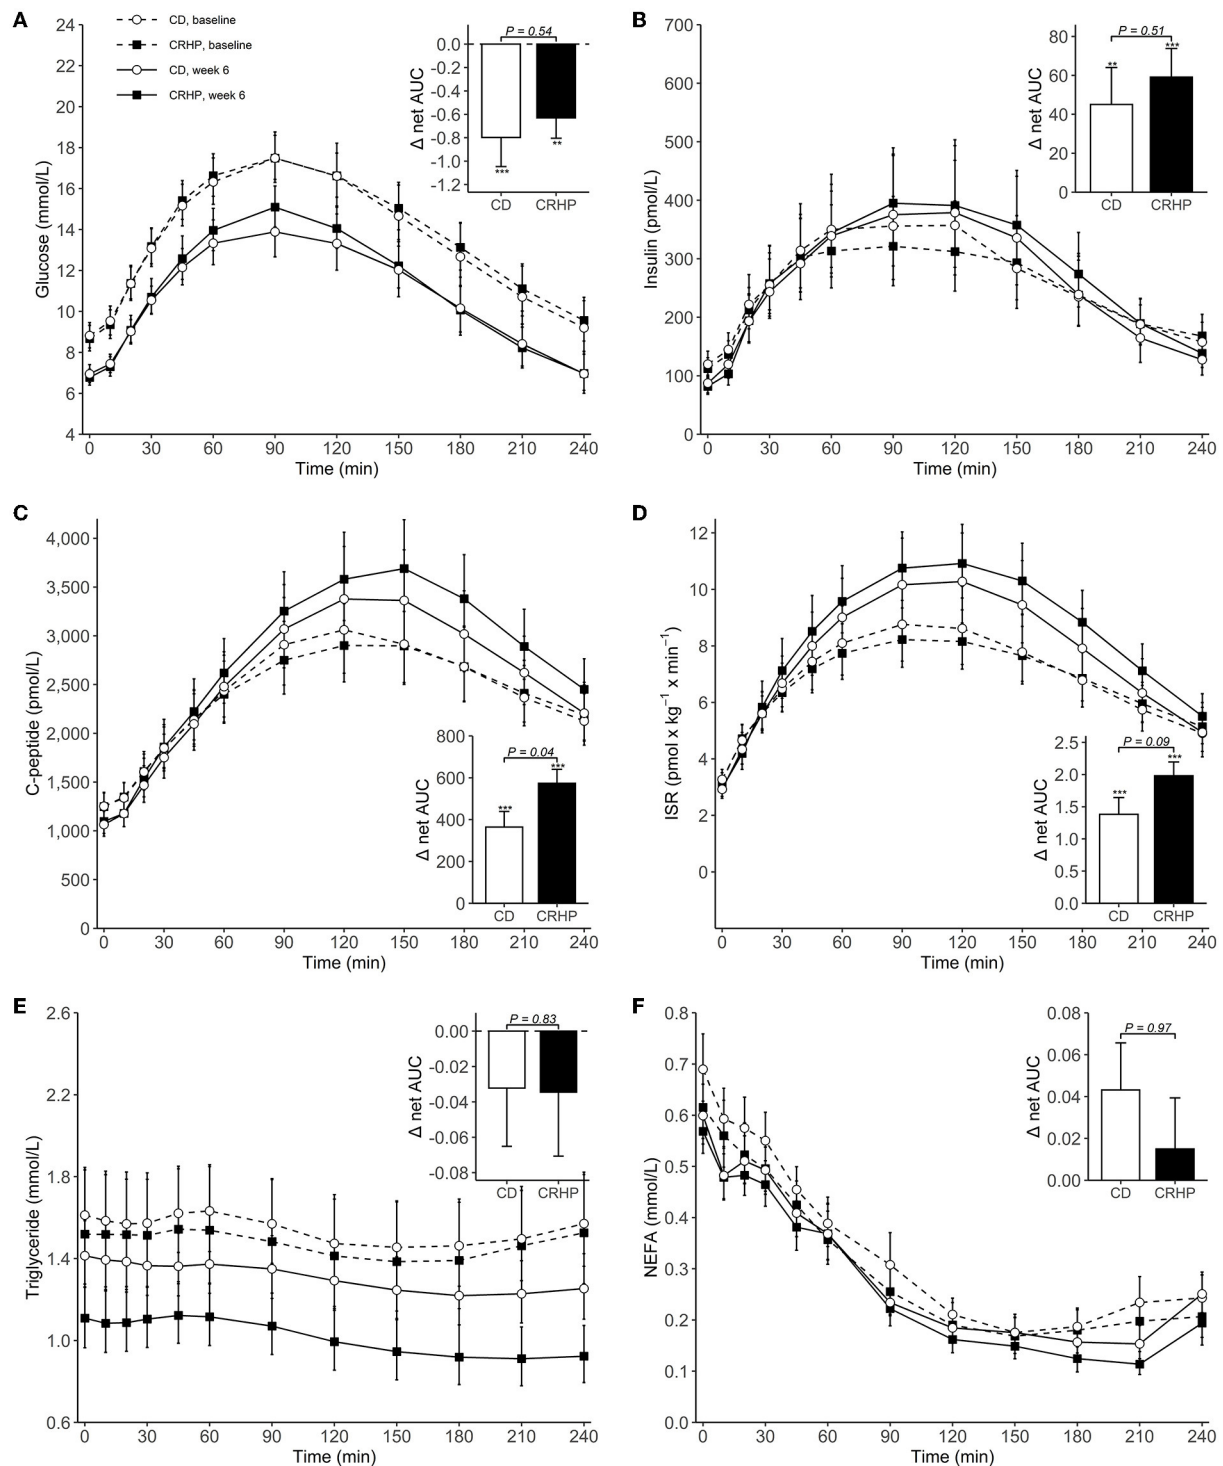 A
CD, baseline
CRHP, baseline
CD, week 6
CRHP, week 6
Glucose (mmol/L)
24
22
20
18
16
14
12
10
8
6
4
0 30 60 90 120 150 180 210 240
Time (min)
Δ net AUC
P = 0.54
0.0
-0.2
-0.4
-0.6
-0.8
-1.0
-1.2
*** **
CD CRHP
B
Insulin (pmol/L)
700
600
500
400
300
200
100
0
0 30 60 90 120 150 180 210 240
Time (min)
Δ net AUC
P = 0.51
80
60
40
20
0
** ***
CD CRHP
C
C-peptide (pmol/L)
4,000
3,500
3,000
2,500
2,000
1,500
1,000
500
0
0 30 60 90 120 150 180 210 240
Time (min)
Δ net AUC
P = 0.04
800
600
400
200
0
*** ***
CD CRHP
D
ISR (pmol x kg⁻¹ x min⁻¹)
12
10
8
6
4
2
0
0 30 60 90 120 150 180 210 240
Time (min)
Δ net AUC
P = 0.09
2.5
2.0
1.5
1.0
0.5
0.0
*** ***
CD CRHP
E
Triglyceride (mmol/L)
2.6
2.2
1.8
1.4
1.0
0.6
0 30 60 90 120 150 180 210 240
Time (min)
Δ net AUC
P = 0.83
0.00
-0.02
-0.04
-0.06
-0.08
CD CRHP
F
NEFA (mmol/L)
0.8
0.7
0.6
0.5
0.4
0.3
0.2
0.1
0.0
0 30 60 90 120 150 180 210 240
Time (min)
Δ net AUC
P = 0.97
0.08
0.06
0.04
0.02
0.00
CD CRHP